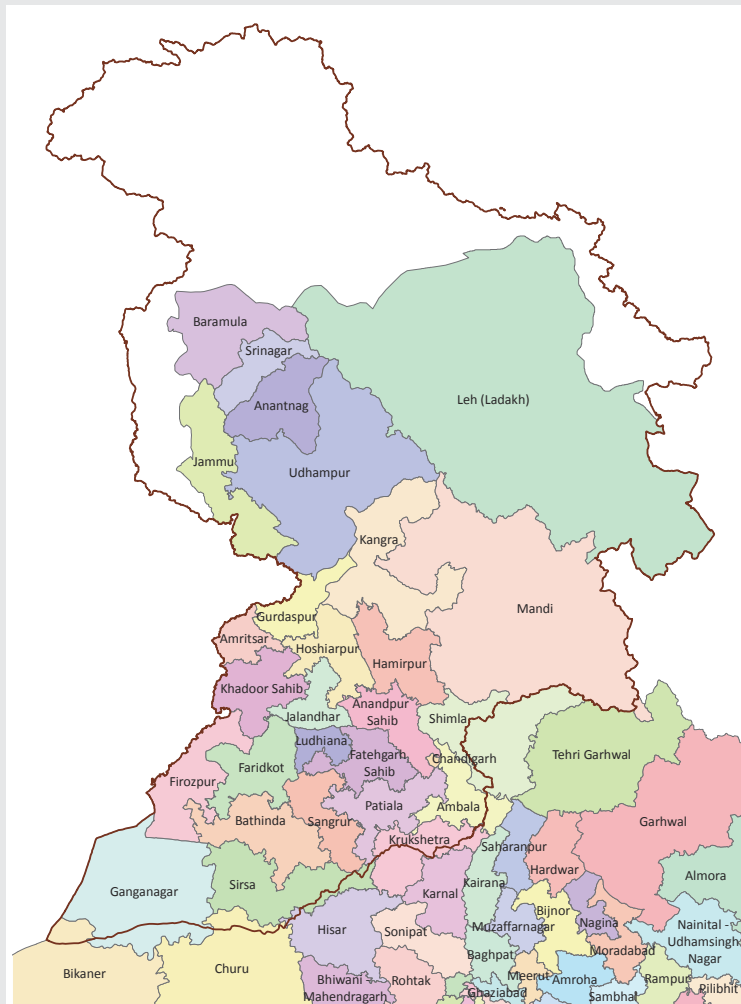 Baramula
Srinagar
Anantnag
Leh (Ladakh)
Jammu
Udhampur
Kangra
Mandi
Gurdaspur
Amritsar
Hoshiarpur
Hamirpur
Khadoor Sahib
Anandpur
Sahib
Jalandhar
Shimla
Ludhiana
Fatehgarh
Sahib
Chandigarh
Tehri Garhwal
Faridkot
Firozpur
Patiala
Ambala
Bathinda
Sangrur
Garhwal
Krukshetra
Saharanpur
Hardwar
Almora
Ganganagar
Sirsa
Karnal
Kairana
Bijnor
Nagina
Nainital -
Udhamsingh
Nagar
Hisar
Sonipat
Muzaffarnagar
Moradabad
Baghpat
Bikaner
Churu
Bhiwani -
Mahendragarh
Rohtak
Meerut
Amroha
Rampur
Ghaziabad
Sambhal
Pilibhit